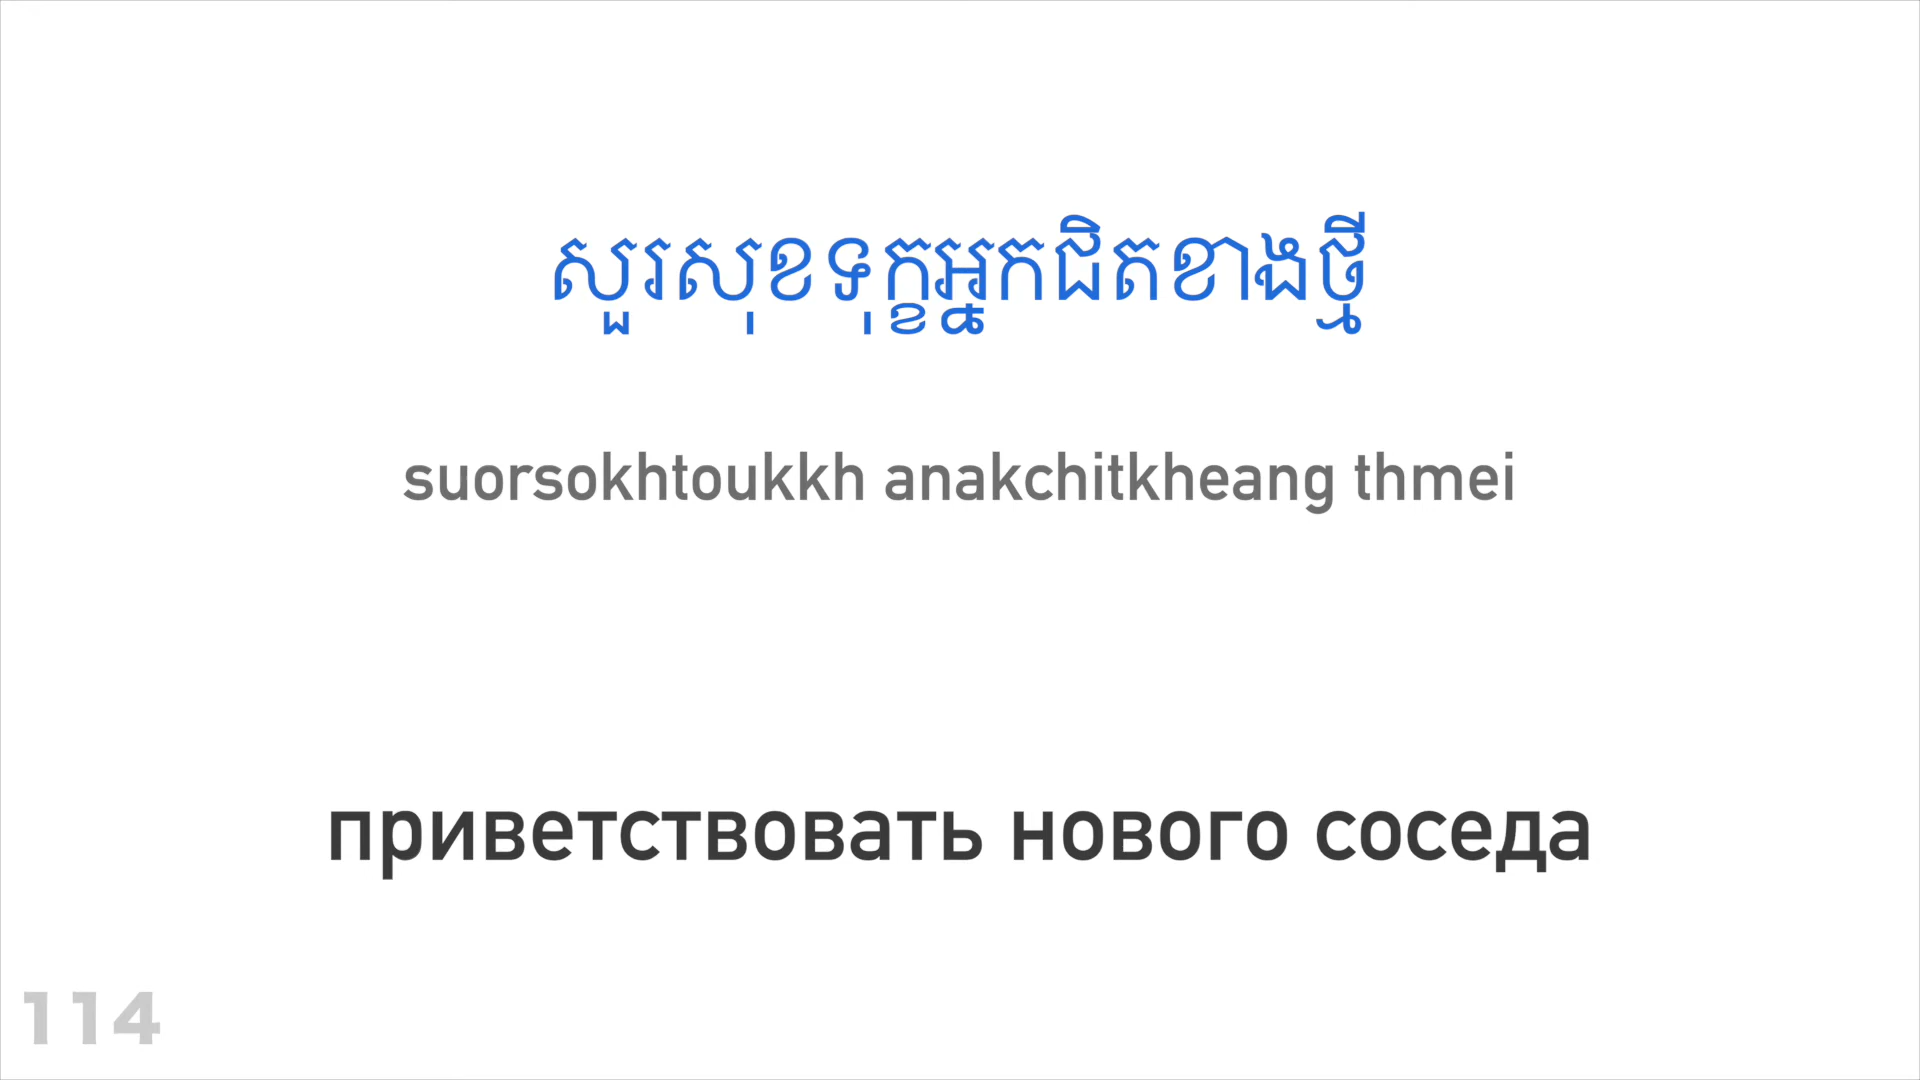 សួរសុខទុក្ខអ្នកជិតខាងថ្មី
suorsokhtoukkh anakchitkheang thmei
приветствовать нового соседа
114